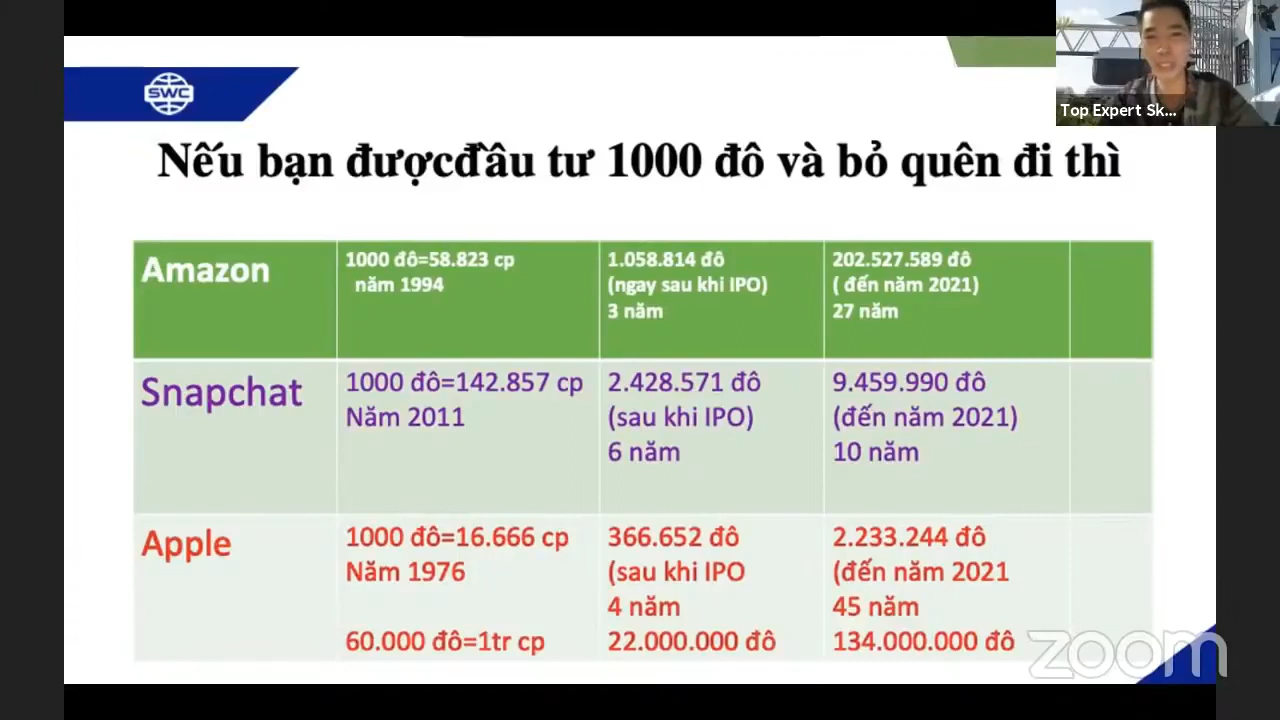 SWC
Top Expert Sk...
Nếu bạn đượcđầu tư 1000 đô và bỏ quên đi thì
Amazon
1000 đô=58.823 cp
năm 1994
1.058.814 đô
(ngay sau khi IPO)
3 năm
202.527.589 đô
( đến năm 2021)
27 năm
Snapchat
1000 đô=142.857 cp
Năm 2011
2.428.571 đô
(sau khi IPO)
6 năm
9.459.990 đô
(đến năm 2021)
10 năm
Apple
1000 đô=16.666 cp
Năm 1976
60.000 đô=1tr cp
366.652 đô
(sau khi IPO
4 năm
22.000.000 đô
2.233.244 đô
(đến năm 2021
45 năm
134.000.000 đô
zoom